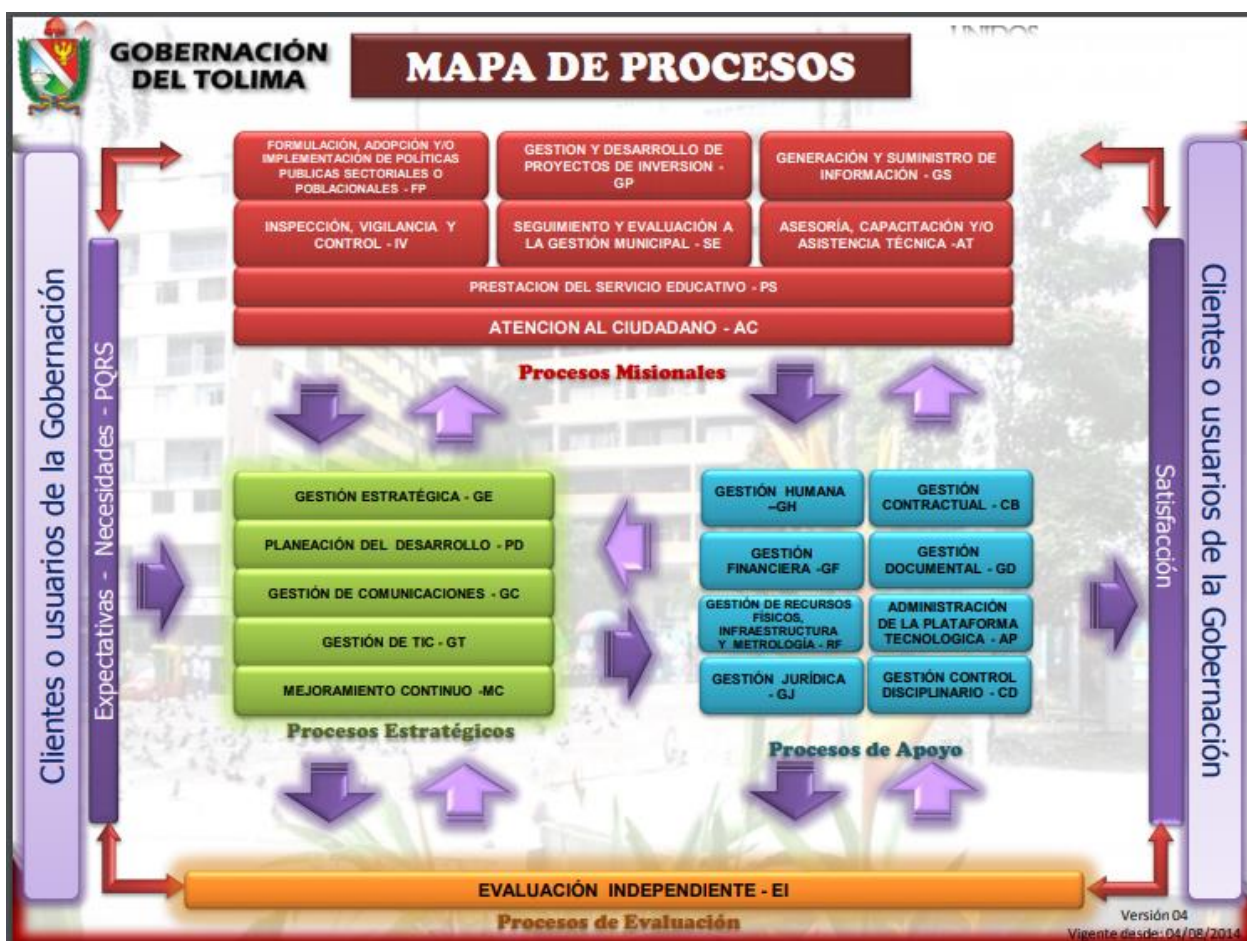 GOBERNACIÓN
DEL TOLIMA
MAPA DE PROCESOS
UNIDOS
Clientes o usuarios de la Gobernación
Expectativas - Necesidades - PQRS
FORMULACIÓN, ADOPCIÓN Y/O
IMPLEMENTACIÓN DE POLÍTICAS
PUBLICAS SECTORIALES O
POBLACIONALES - FP
GESTION Y DESARROLLO DE
PROYECTOS DE INVERSION -
GP
GENERACIÓN Y SUMINISTRO DE
INFORMACIÓN - GS
INSPECCIÓN, VIGILANCIA Y
CONTROL - IV
SEGUIMIENTO Y EVALUACIÓN A
LA GESTIÓN MUNICIPAL - SE
ASESORÍA, CAPACITACIÓN Y/O
ASISTENCIA TÉCNICA -AT
PRESTACION DEL SERVICIO EDUCATIVO - PS
ATENCION AL CIUDADANO - AC
Procesos Misionales
GESTIÓN ESTRATÉGICA - GE
PLANEACIÓN DEL DESARROLLO - PD
GESTIÓN DE COMUNICACIONES - GC
GESTIÓN DE TIC - GT
MEJORAMIENTO CONTINUO -MC
Procesos Estratégicos
GESTIÓN HUMANA
–GH
GESTIÓN
CONTRACTUAL - CB
GESTIÓN
FINANCIERA -GF
GESTIÓN
DOCUMENTAL - GD
GESTIÓN DE RECURSOS
FÍSICOS,
INFRAESTRUCTURA
Y METROLOGÍA - RF
ADMINISTRACIÓN
DE LA PLATAFORMA
TECNOLOGICA - AP
GESTIÓN JURÍDICA
- GJ
GESTIÓN CONTROL
DISCIPLINARIO - CD
Procesos de Apoyo
Satisfacción
Clientes o usuarios de la Gobernación
EVALUACIÓN INDEPENDIENTE - EI
Procesos de Evaluación
Versión 04
Vigente desde: 04/08/2014